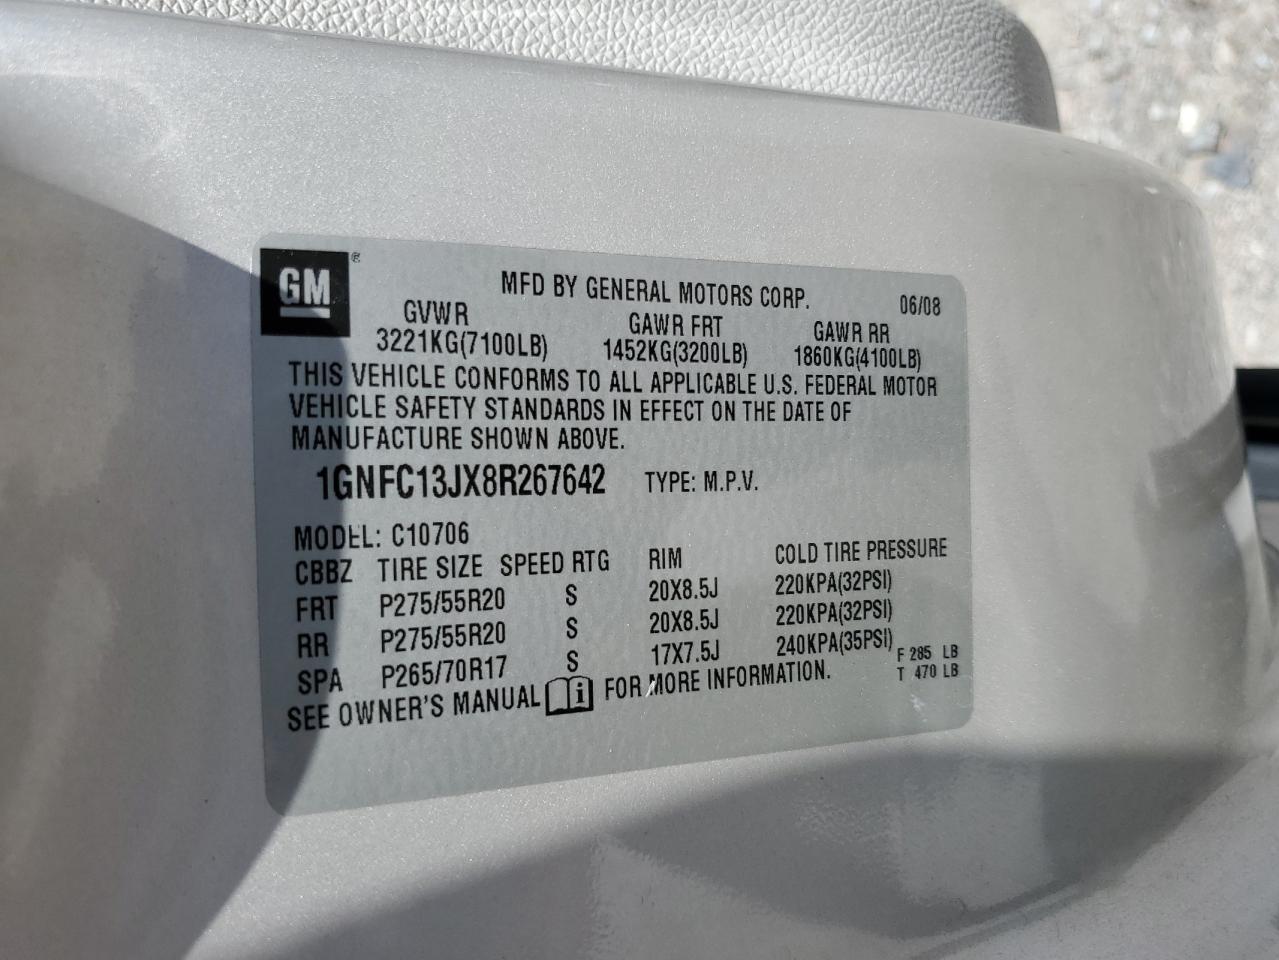 GM ®
MFD BY GENERAL MOTORS CORP. 06/08
GVWR GAWR FRT GAWR RR
3221KG(7100LB) 1452KG(3200LB) 1860KG(4100LB)
THIS VEHICLE CONFORMS TO ALL APPLICABLE U.S. FEDERAL MOTOR
VEHICLE SAFETY STANDARDS IN EFFECT ON THE DATE OF
MANUFACTURE SHOWN ABOVE.
1GNFC13JX8R267642 TYPE: M.P.V.
MODEL: C10706
CBBZ TIRE SIZE SPEED RTG RIM COLD TIRE PRESSURE
FRT P275/55R20 S 20X8.5J 220KPA(32PSI)
RR P275/55R20 S 20X8.5J 220KPA(32PSI)
SPA P265/70R17 S 17X7.5J 240KPA(35PSI) F 285 LB
SEE OWNER'S MANUAL i FOR MORE INFORMATION. T 470 LB